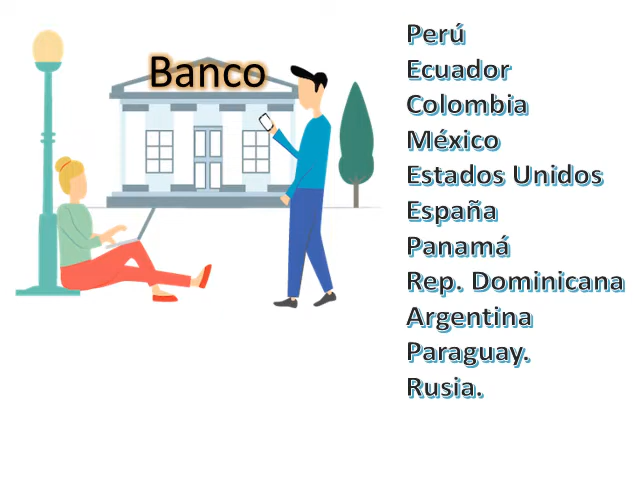 Banco
Perú
Ecuador
Colombia
México
Estados Unidos
España
Panamá
Rep. Dominicana
Argentina
Paraguay.
Rusia.